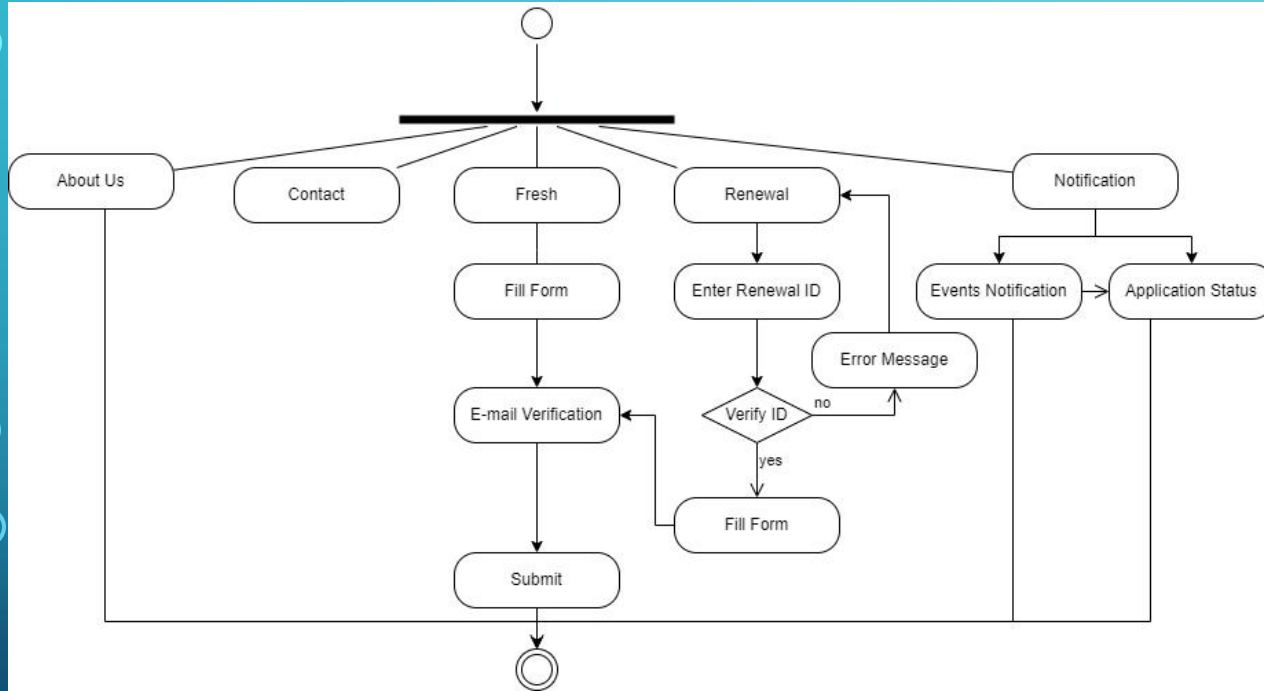 About Us
Contact
Fresh
Renewal
Notification
Fill Form
Enter Renewal ID
Events Notification
Application Status
Error Message
E-mail Verification
Verify ID
no
yes
Fill Form
Submit